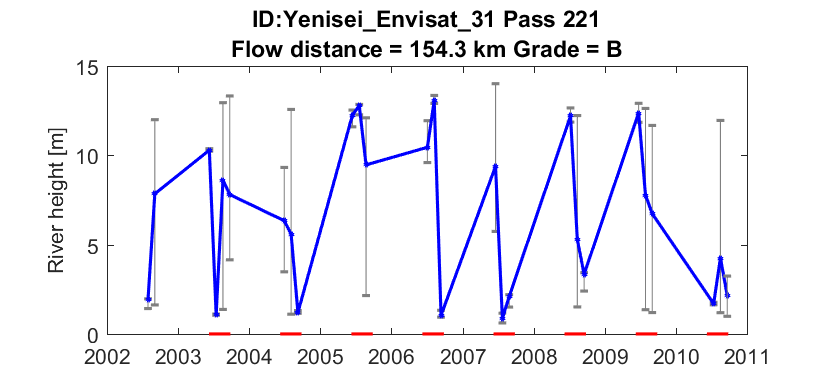 ID:Yenisei_Envisat_31 Pass 221
Flow distance = 154.3 km Grade = B
River height [m]
15
10
5
0
2002 2003 2004 2005 2006 2007 2008 2009 2010 2011